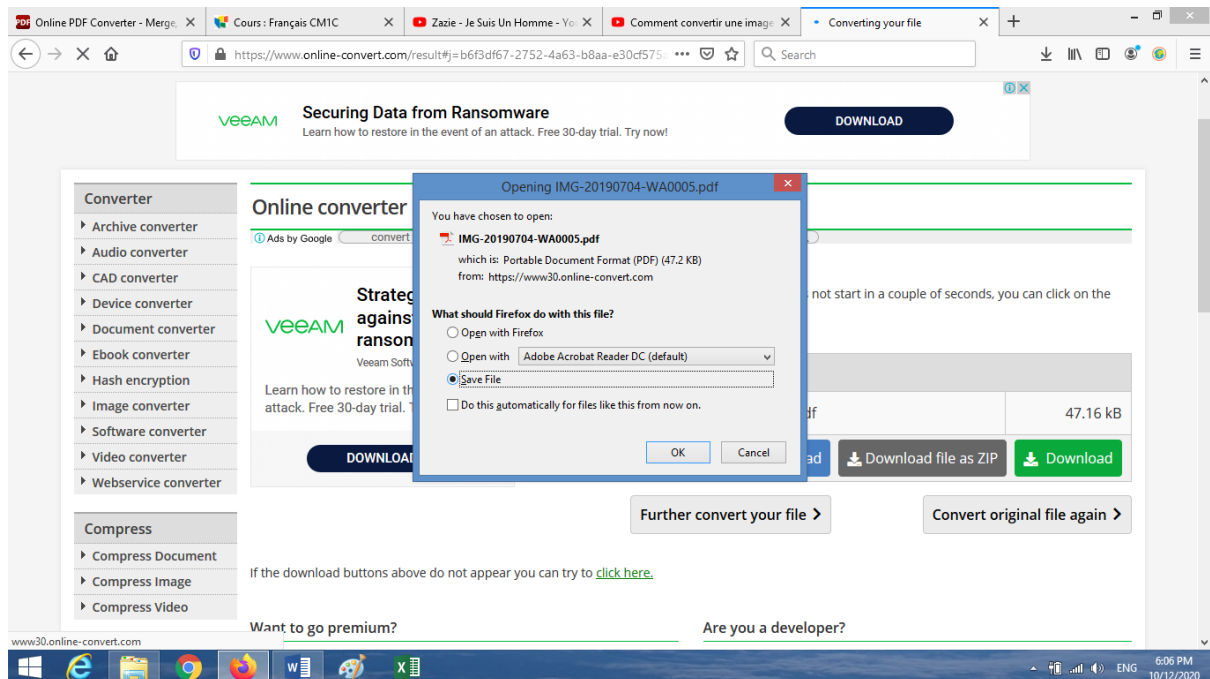 Online PDF Converter - Merge,
Cours : Français CM1C
Zazie - Je Suis Un Homme - Yo
Comment convertir une image
Converting your file
https://www.online-convert.com/result#j=b6f3df67-2752-4a63-b8aa-e30cf575
Search
veeAM
Securing Data from Ransomware
Learn how to restore in the event of an attack. Free 30-day trial. Try now!
DOWNLOAD
Converter
Archive converter
Audio converter
CAD converter
Device converter
Document converter
Ebook converter
Hash encryption
Image converter
Software converter
Video converter
Webservice converter
Compress
Compress Document
Compress Image
Compress Video
www30.online-convert.com
Online converter
Ads by Google
convert
veeAM
Strateg
agains
ransom
Veeam Softw
Learn how to restore in th
attack. Free 30-day trial. T
DOWNLOAD
Opening IMG-20190704-WA0005.pdf
You have chosen to open:
IMG-20190704-WA0005.pdf
which is: Portable Document Format (PDF) (47.2 KB)
from: https://www30.online-convert.com
What should Firefox do with this file?
Open with Firefox
Open with Adobe Acrobat Reader DC (default)
Save File
Do this automatically for files like this from now on.
OK Cancel
not start in a couple of seconds, you can click on the
df 47.16 kB
ad Download file as ZIP Download
Further convert your file Convert original file again
If the download buttons above do not appear you can try to click here.
Want to go premium? Are you a developer?
ENG
6:06 PM
10/12/2020